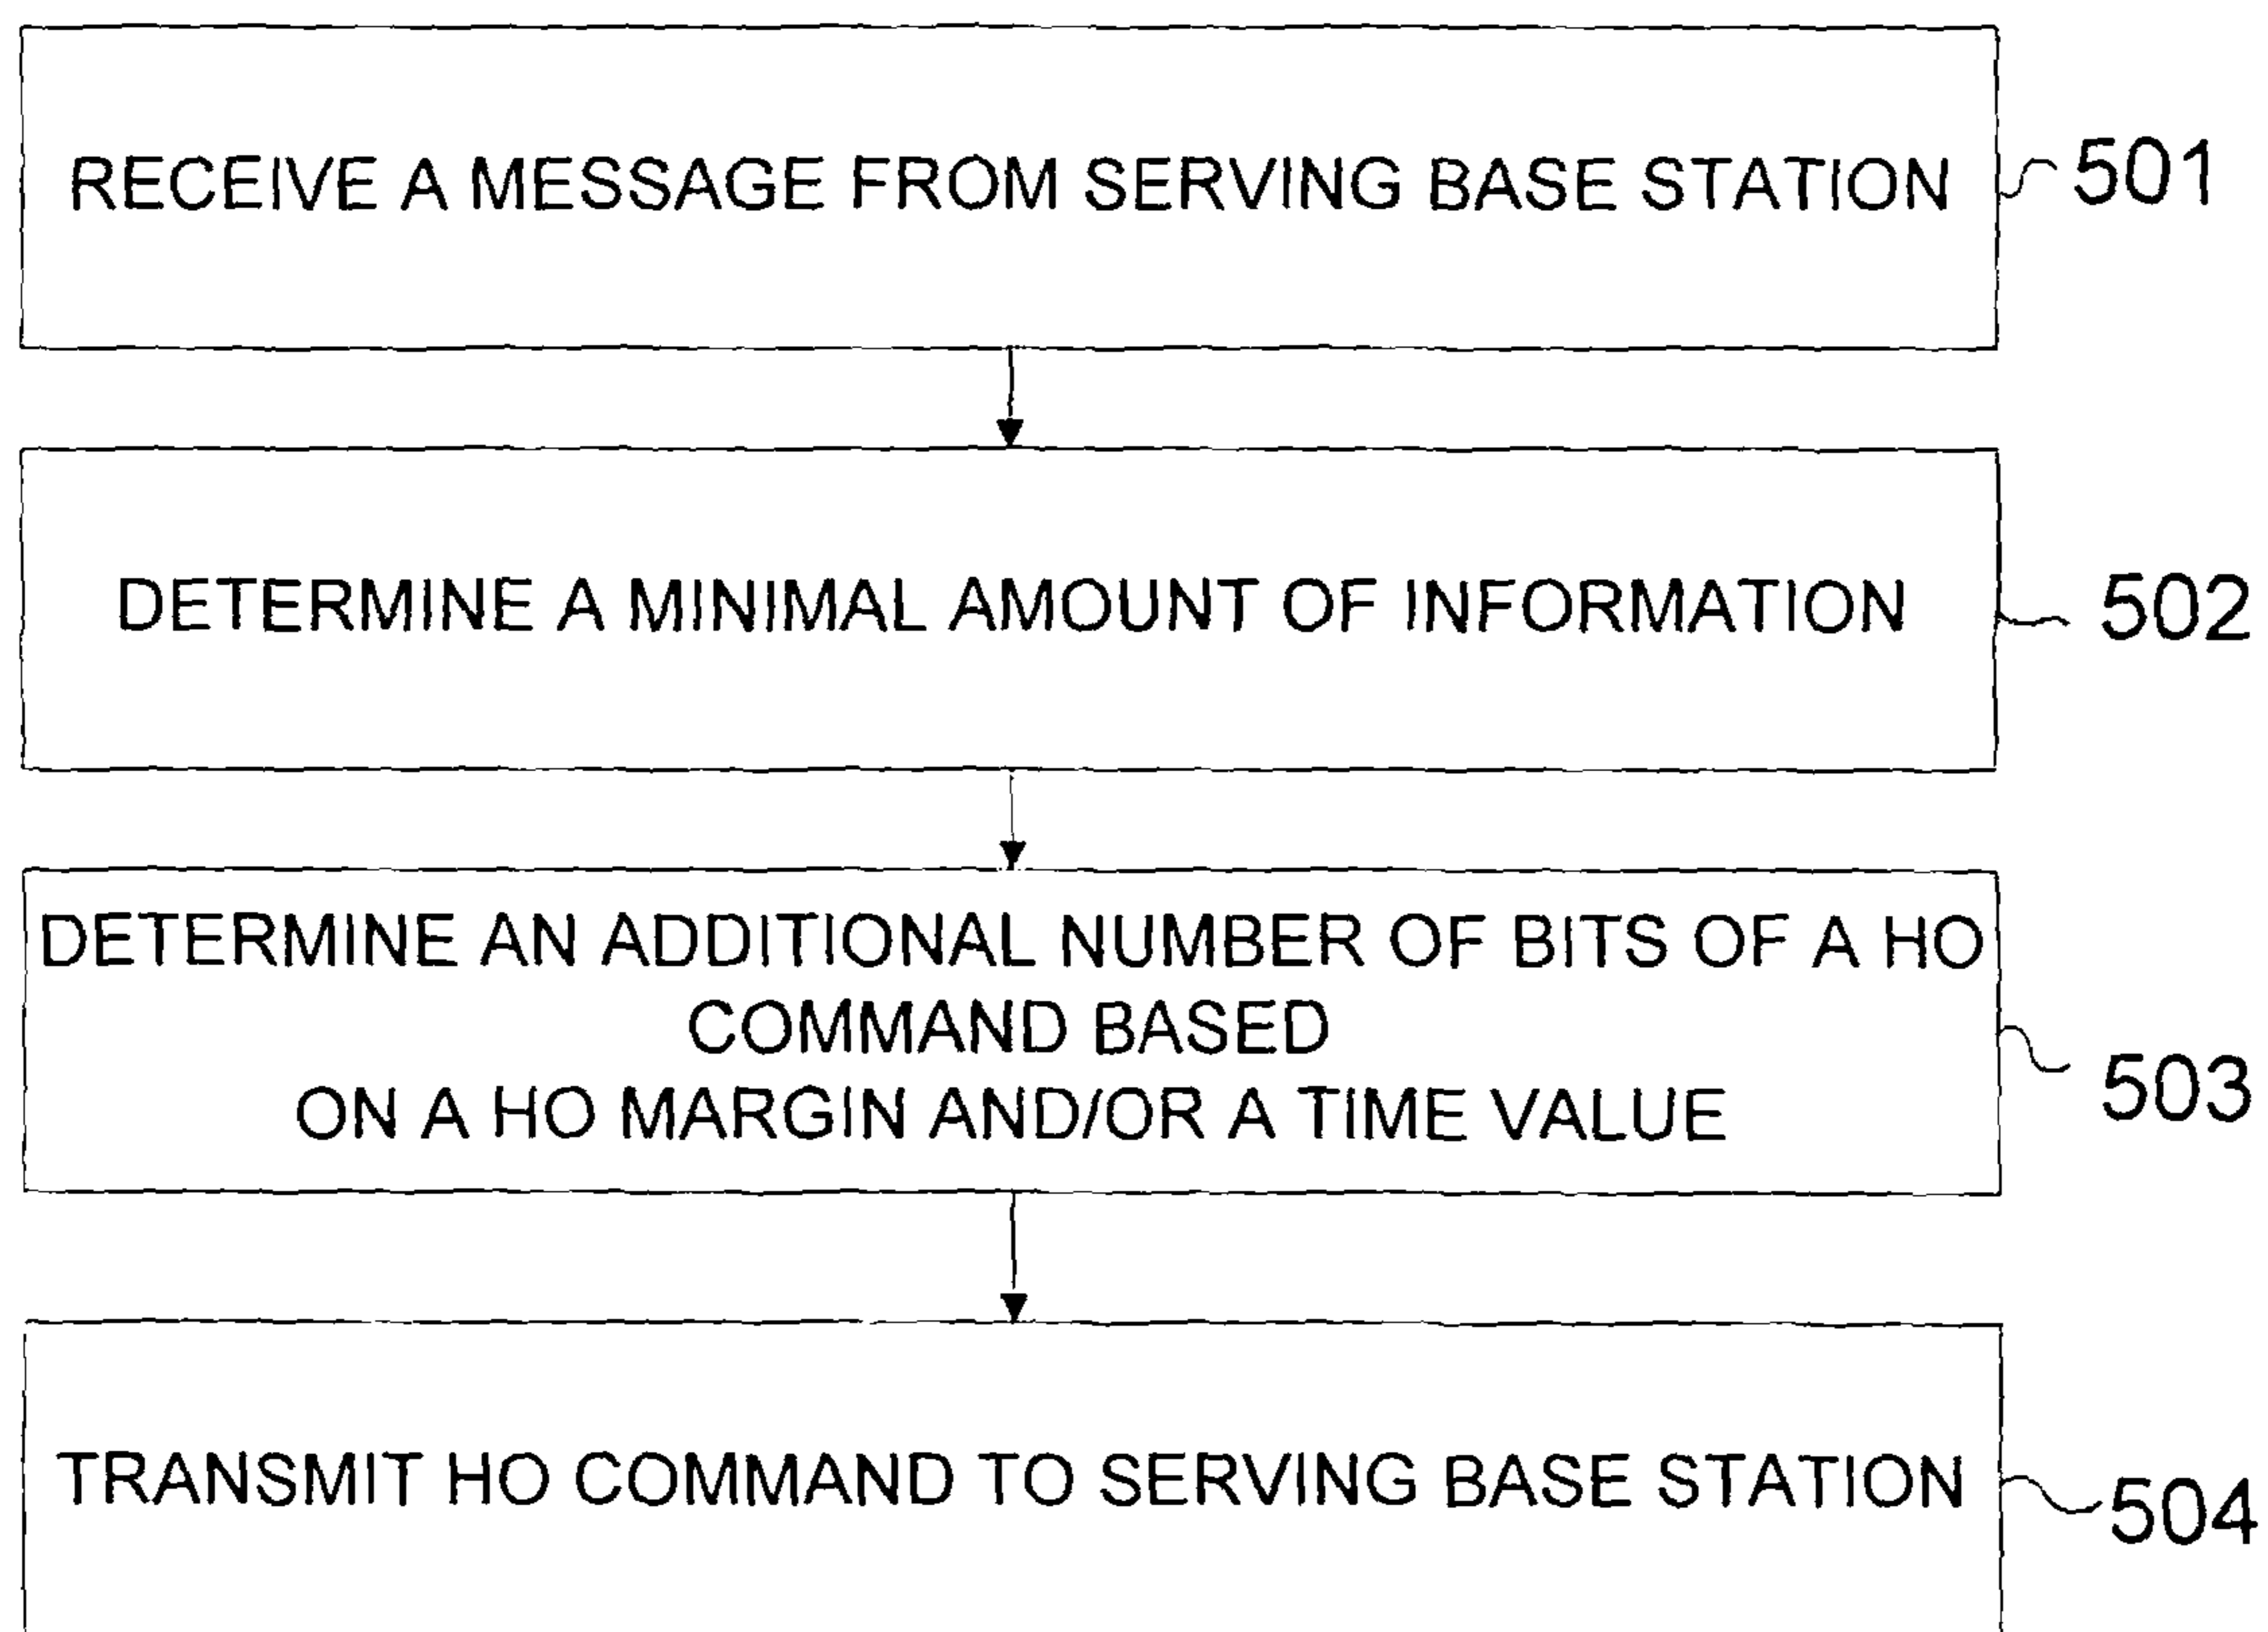 RECEIVE A MESSAGE FROM SERVING BASE STATION
501
DETERMINE A MINIMAL AMOUNT OF INFORMATION
502
DETERMINE AN ADDITIONAL NUMBER OF BITS OF A HO
COMMAND BASED
ON A HO MARGIN AND/OR A TIME VALUE
503
TRANSMIT HO COMMAND TO SERVING BASE STATION
504